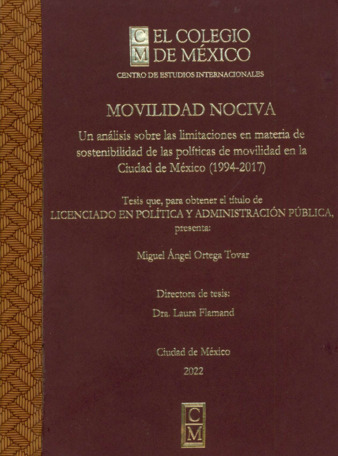 C
M
EL COLEGIO
DE MÉXICO
CENTRO DE ESTUDIOS INTERNACIONALES
MOVILIDAD NOCIVA
Un análisis sobre las limitaciones en materia de
sostenibilidad de las políticas de movilidad en la
Ciudad de México (1994-2017)
Tesis que, para obtener el título de
LICENCIADO EN POLÍTICA Y ADMINISTRACIÓN PÚBLICA,
presenta:
Miguel Ángel Ortega Tovar
Directora de tesis:
Dra. Laura Flamand
Ciudad de México
2022
C
M